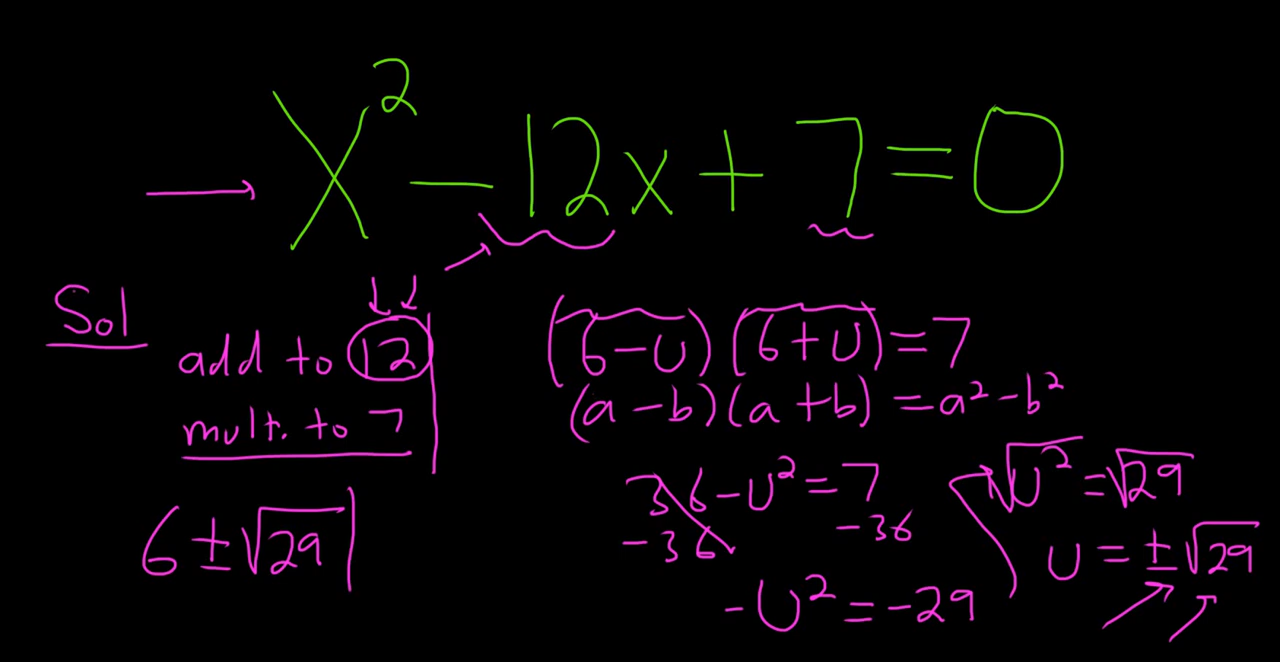 X² - 12x + 7 = 0
Sol
add to 12
mult. to 7
6 ± √29
(6 - U)(6 + U) = 7
(a - b)(a + b) = a² - b²
36 - U² = 7
-36 -36
-U² = -29
√U² = √29
U = ± √29